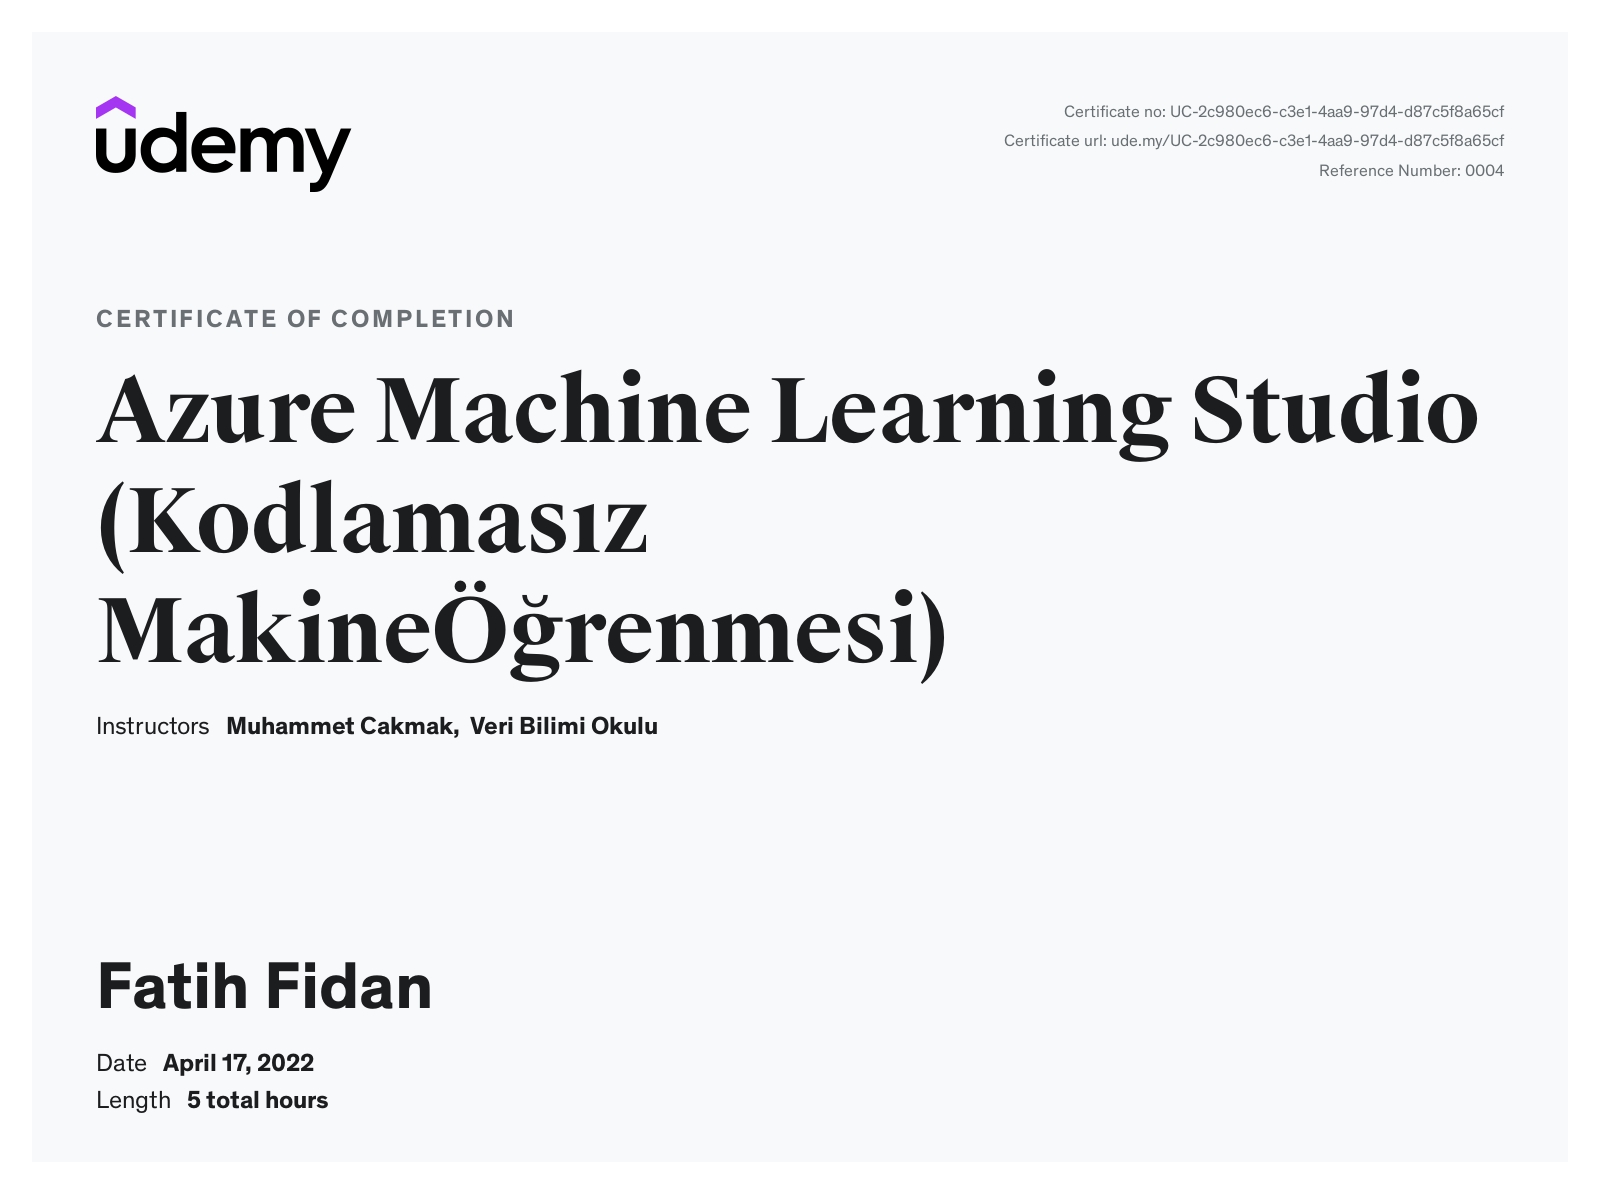 udemy
Certificate no: UC-2c980ec6-c3e1-4aa9-97d4-d87c5f8a65cf
Certificate url: ude.my/UC-2c980ec6-c3e1-4aa9-97d4-d87c5f8a65cf
Reference Number: 0004
CERTIFICATE OF COMPLETION
Azure Machine Learning Studio
(Kodlamasız
MakineÖğrenmesi)
Instructors Muhammet Cakmak, Veri Bilimi Okulu
Fatih Fidan
Date April 17, 2022
Length 5 total hours